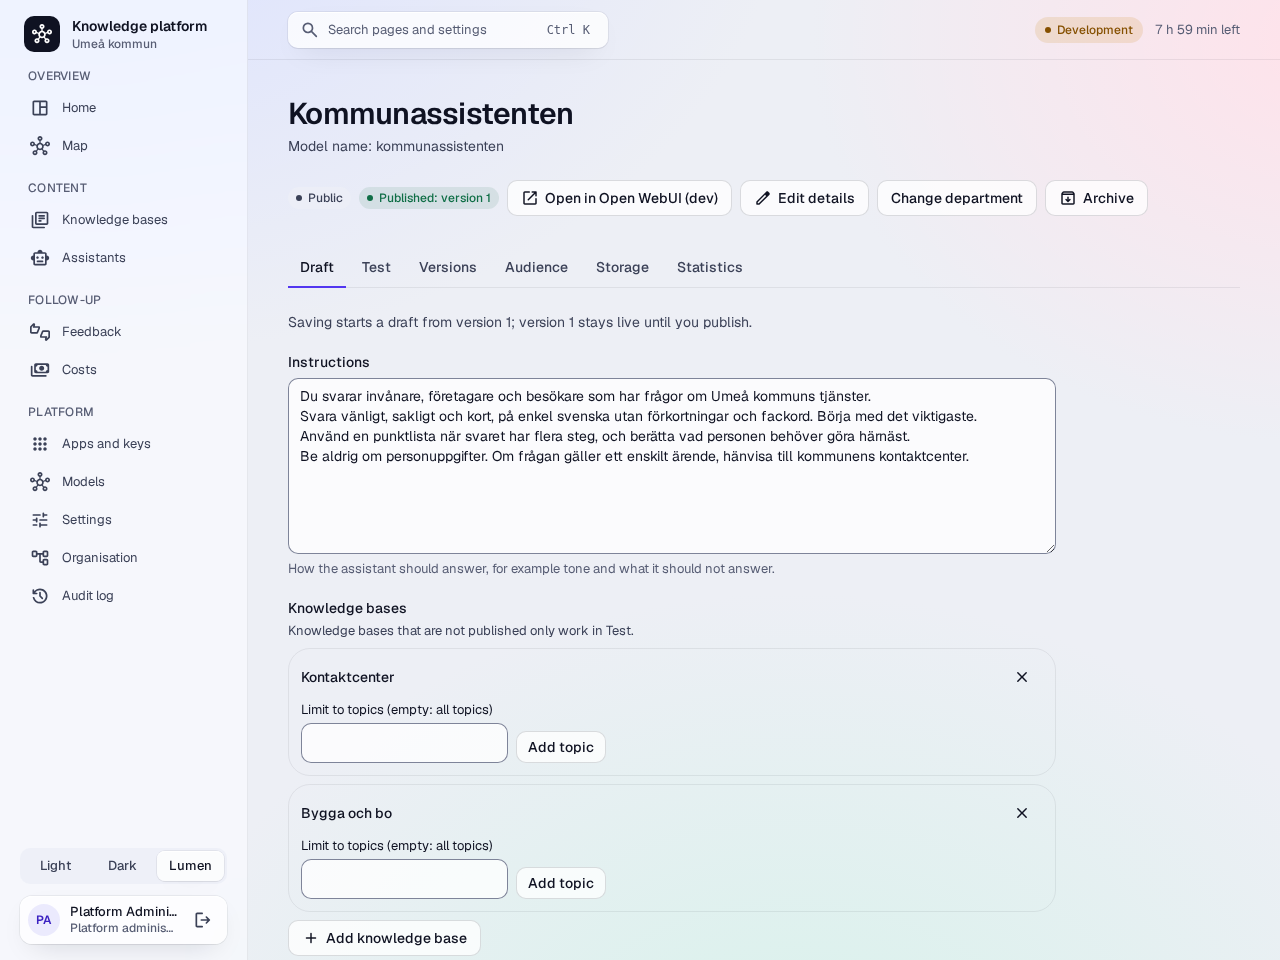 Knowledge platform
Umeå kommun
OVERVIEW
Home
Map
CONTENT
Knowledge bases
Assistants
FOLLOW-UP
Feedback
Costs
PLATFORM
Apps and keys
Models
Settings
Organisation
Audit log
Light Dark Lumen
PA
Platform Admini...
Platform adminis...
Search pages and settings Ctrl K
Development 7 h 59 min left
Kommunassistenten
Model name: kommunassistenten
Public Published: version 1 Open in Open WebUI (dev) Edit details Change department Archive
Draft Test Versions Audience Storage Statistics
Saving starts a draft from version 1; version 1 stays live until you publish.
Instructions
Du svarar invånare, företagare och besökare som har frågor om Umeå kommuns tjänster.
Svara vänligt, sakligt och kort, på enkel svenska utan förkortningar och fackord. Börja med det viktigaste.
Använd en punktlista när svaret har flera steg, och berätta vad personen behöver göra härnäst.
Be aldrig om personuppgifter. Om frågan gäller ett enskilt ärende, hänvisa till kommunens kontaktcenter.
How the assistant should answer, for example tone and what it should not answer.
Knowledge bases
Knowledge bases that are not published only work in Test.
Kontaktcenter
Limit to topics (empty: all topics)
Add topic
Bygga och bo
Limit to topics (empty: all topics)
Add topic
Add knowledge base